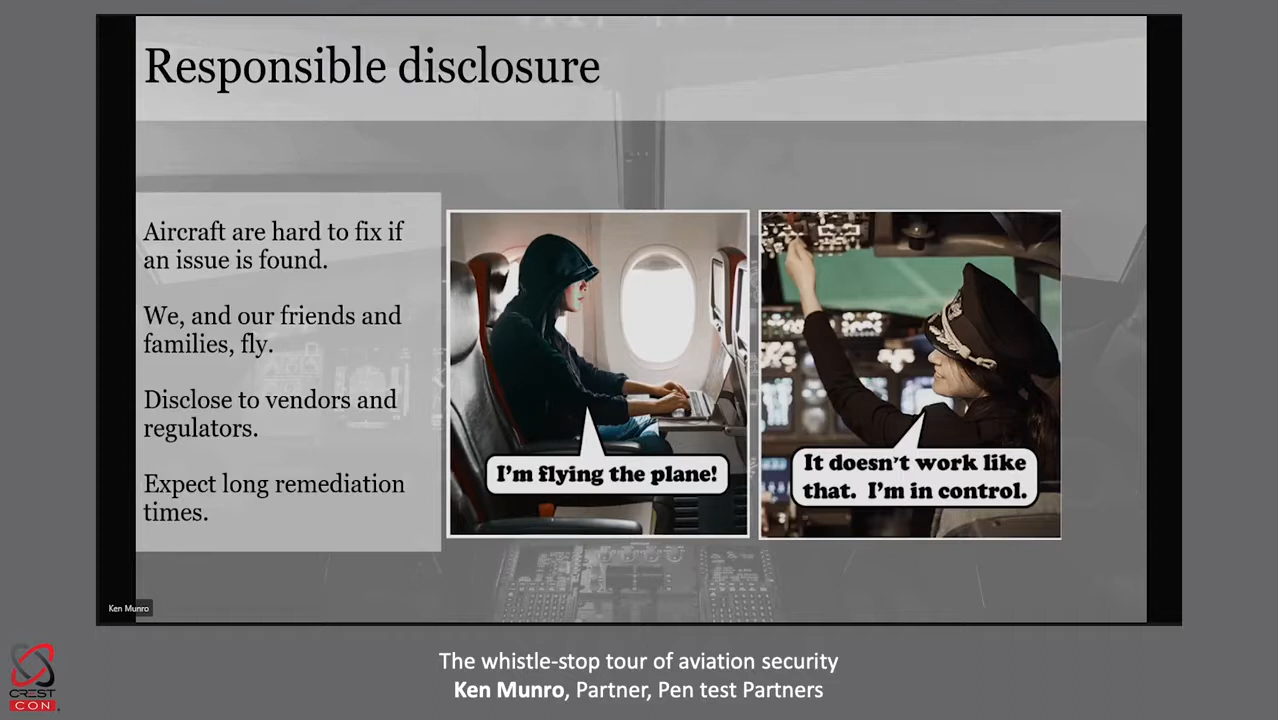 Responsible disclosure
Aircraft are hard to fix if
an issue is found.
We, and our friends and
families, fly.
Disclose to vendors and
regulators.
Expect long remediation
times.
I'm flying the plane!
It doesn't work like
that. I'm in control.
Ken Munro
CREST
CON
The whistle-stop tour of aviation security
Ken Munro, Partner, Pen test Partners